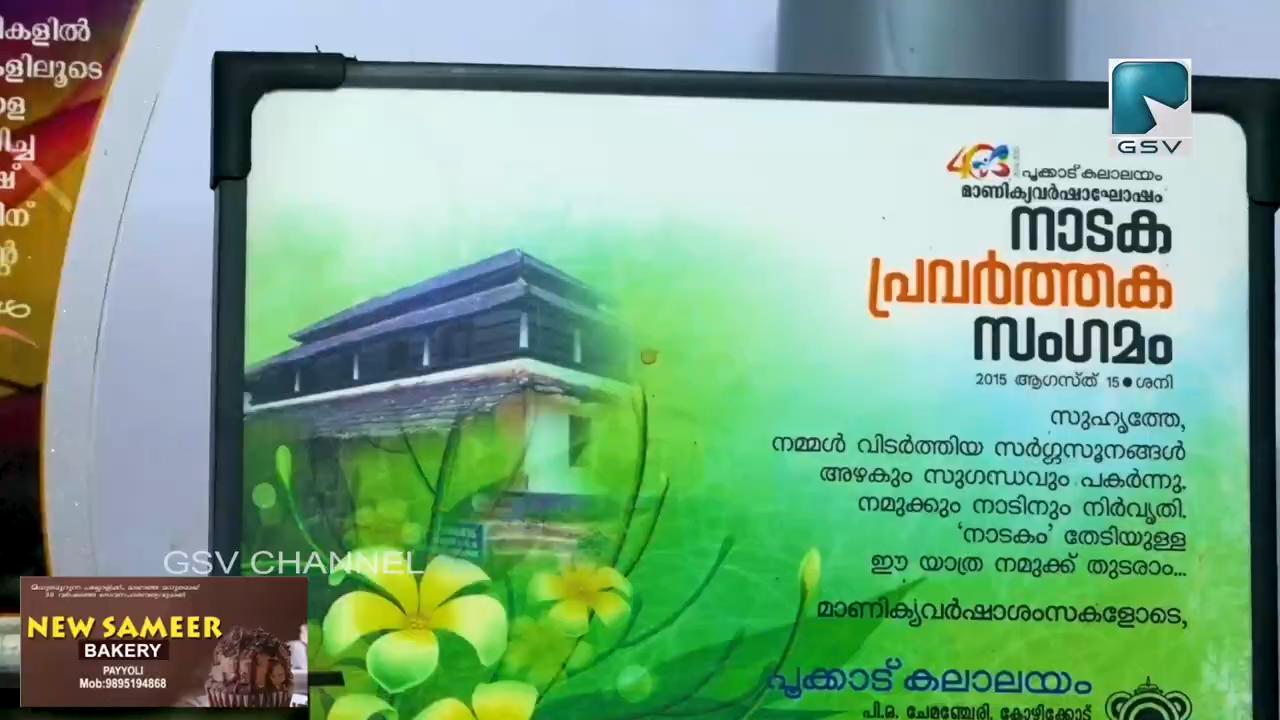 കളിൽ
ളിലൂടെ
GSV
പൂക്കാട് കലാലയം
മാണിക്യവർഷാഘോഷം
നാടക
പ്രവർത്തക
സംഗമം
2015 ആഗസ്ത് 15 ● ശനി
സുഹൃത്തേ,
നമ്മൾ വിടർത്തിയ സർഗ്ഗസൂനങ്ങൾ
അഴകും സുഗന്ധവും പകർന്നു.
നമുക്കും നാടിനും നിർവൃതി.
'നാടകം' തേടിയുള്ള
ഈ യാത്ര നമുക്ക് തുടരാം...
മാണിക്യവർഷാശംസകളോടെ,
പൂക്കാട് കലാലയം
പി.ഒ. ചേമഞ്ചേരി, കോഴിക്കോട്
GSV CHANNEL
NEW SAMEER
BAKERY
PAYYOLI
Mob:9895194868